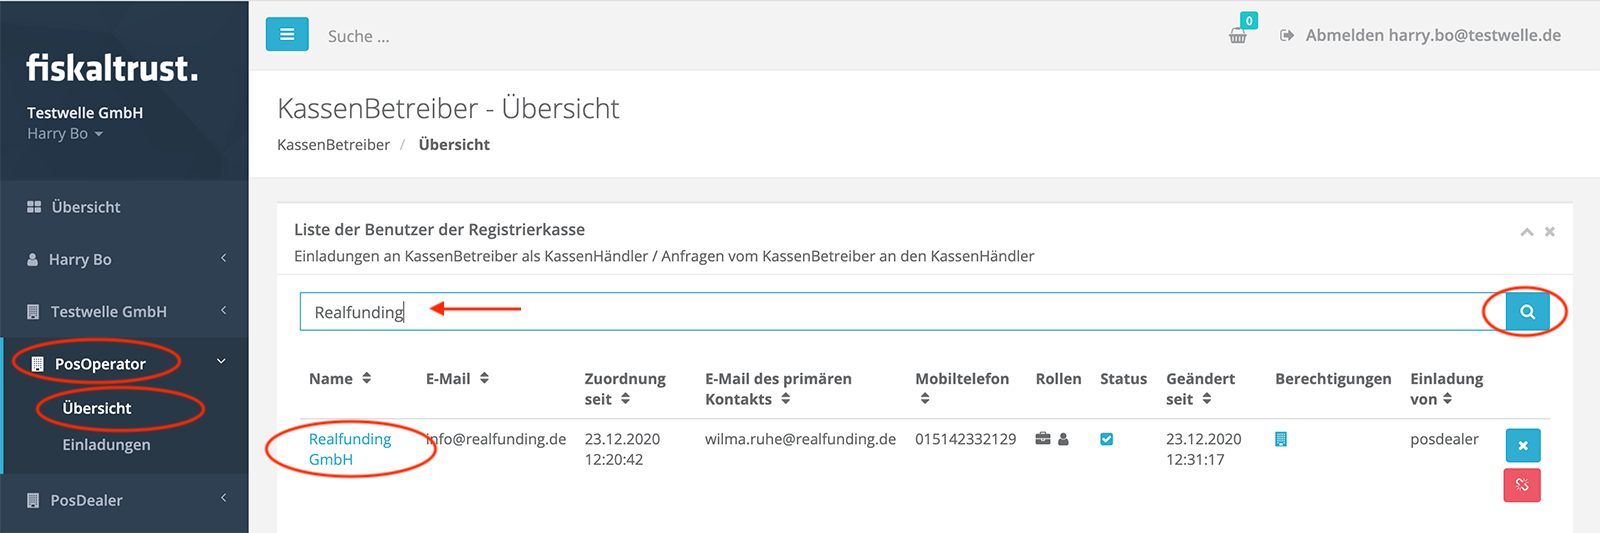 fiskaltrust.
Testwelle GmbH
Harry Bo
Übersicht
Harry Bo
Testwelle GmbH
PosOperator
Übersicht
Einladungen
PosDealer
Suche ...
0
Abmelden harry.bo@testwelle.de
KassenBetreiber - Übersicht
KassenBetreiber / Übersicht
Liste der Benutzer der Registrierkasse
Einladungen an KassenBetreiber als KassenHändler / Anfragen vom KassenBetreiber an den KassenHändler
Realfunding
Name E-Mail Zuordnung seit E-Mail des primären Kontakts Mobiltelefon Rollen Status Geändert seit Berechtigungen Einladung von
Realfunding GmbH info@realfunding.de 23.12.2020 12:20:42 wilma.ruhe@realfunding.de 015142332129 23.12.2020 12:31:17 posdealer